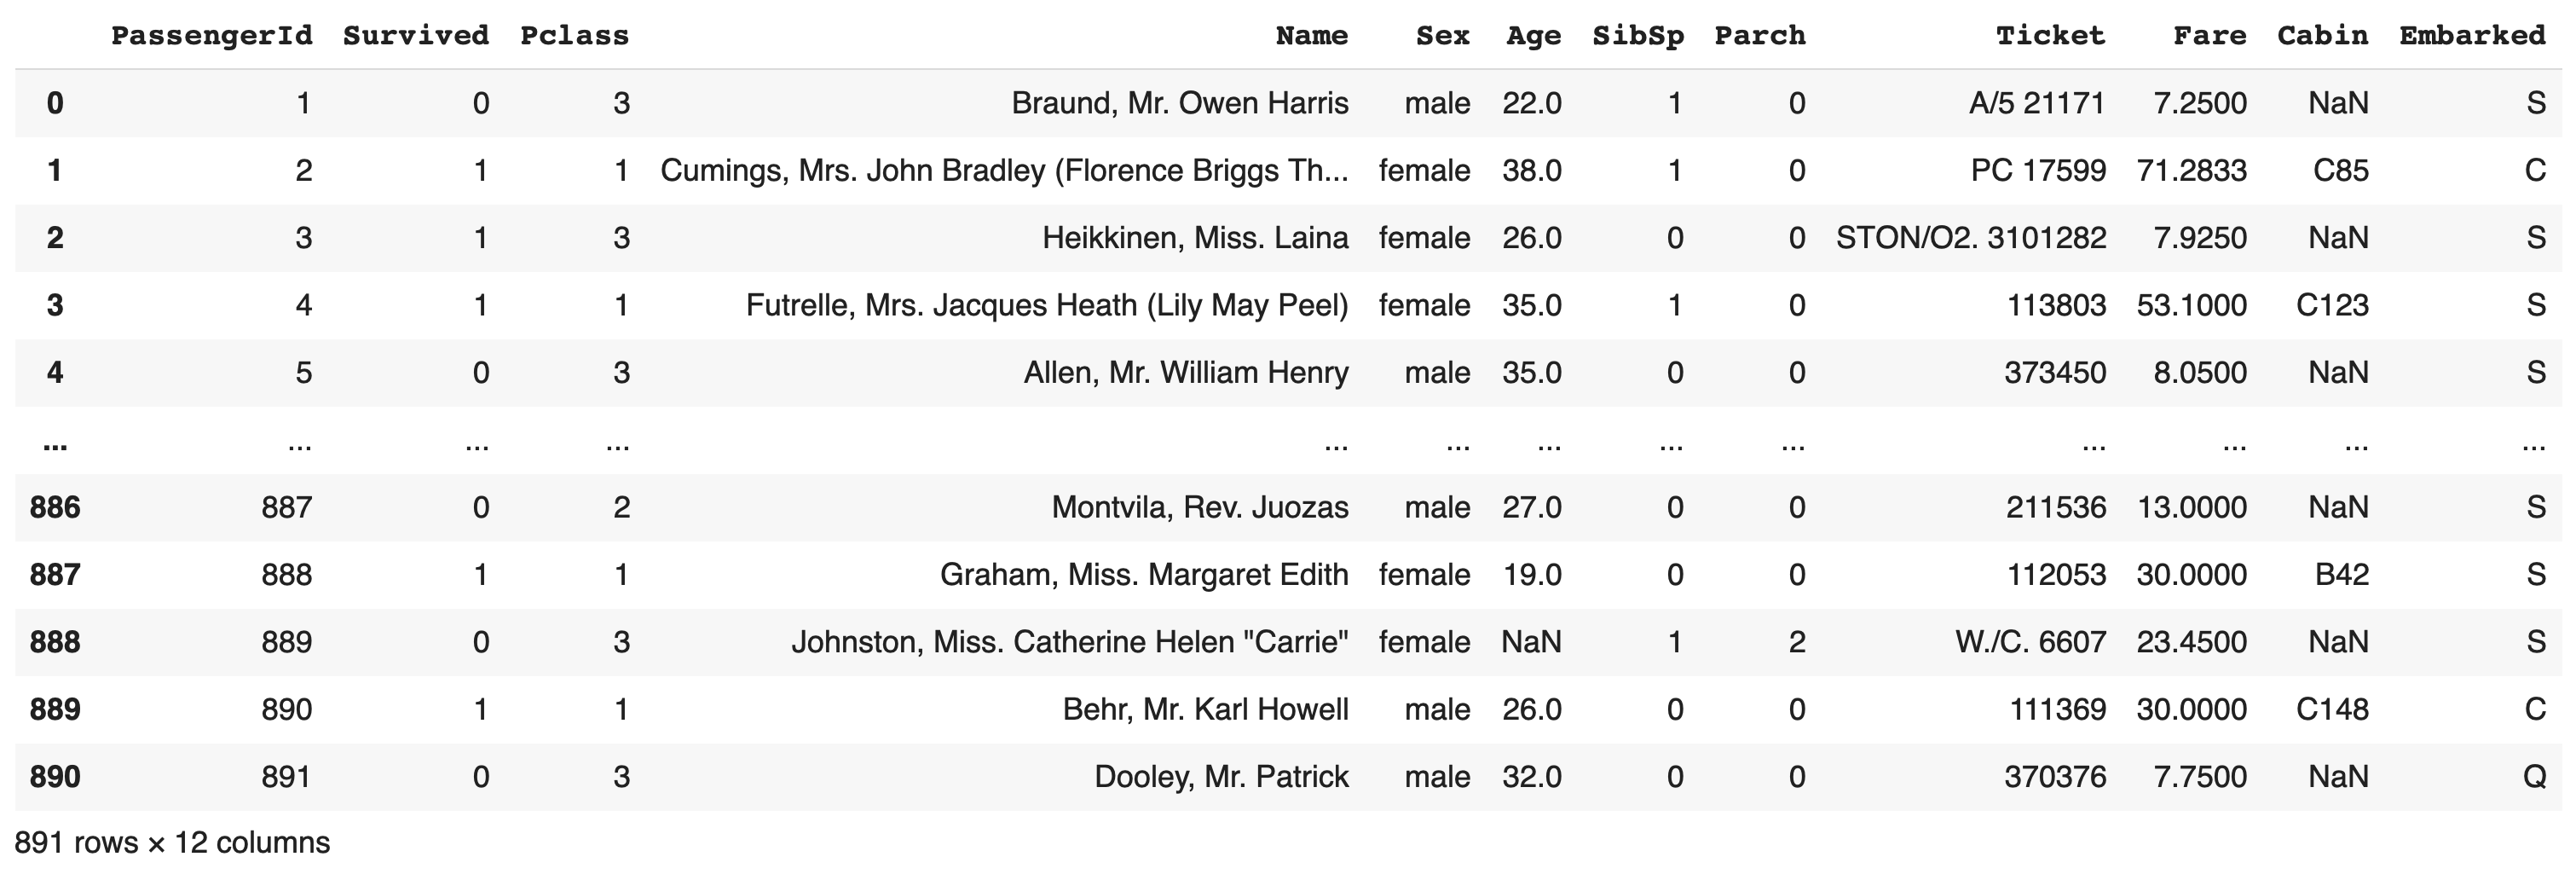 PassengerId Survived Pclass Name Sex Age SibSp Parch Ticket Fare Cabin Embarked
0 1 0 3 Braund, Mr. Owen Harris male 22.0 1 0 A/5 21171 7.2500 NaN S
1 2 1 1 Cumings, Mrs. John Bradley (Florence Briggs Th... female 38.0 1 0 PC 17599 71.2833 C85 C
2 3 1 3 Heikkinen, Miss. Laina female 26.0 0 0 STON/O2. 3101282 7.9250 NaN S
3 4 1 1 Futrelle, Mrs. Jacques Heath (Lily May Peel) female 35.0 1 0 113803 53.1000 C123 S
4 5 0 3 Allen, Mr. William Henry male 35.0 0 0 373450 8.0500 NaN S
... ... ... ... ... ... ... ... ... ... ... ... ...
886 887 0 2 Montvila, Rev. Juozas male 27.0 0 0 211536 13.0000 NaN S
887 888 1 1 Graham, Miss. Margaret Edith female 19.0 0 0 112053 30.0000 B42 S
888 889 0 3 Johnston, Miss. Catherine Helen "Carrie" female NaN 1 2 W./C. 6607 23.4500 NaN S
889 890 1 1 Behr, Mr. Karl Howell male 26.0 0 0 111369 30.0000 C148 C
890 891 0 3 Dooley, Mr. Patrick male 32.0 0 0 370376 7.7500 NaN Q
891 rows × 12 columns